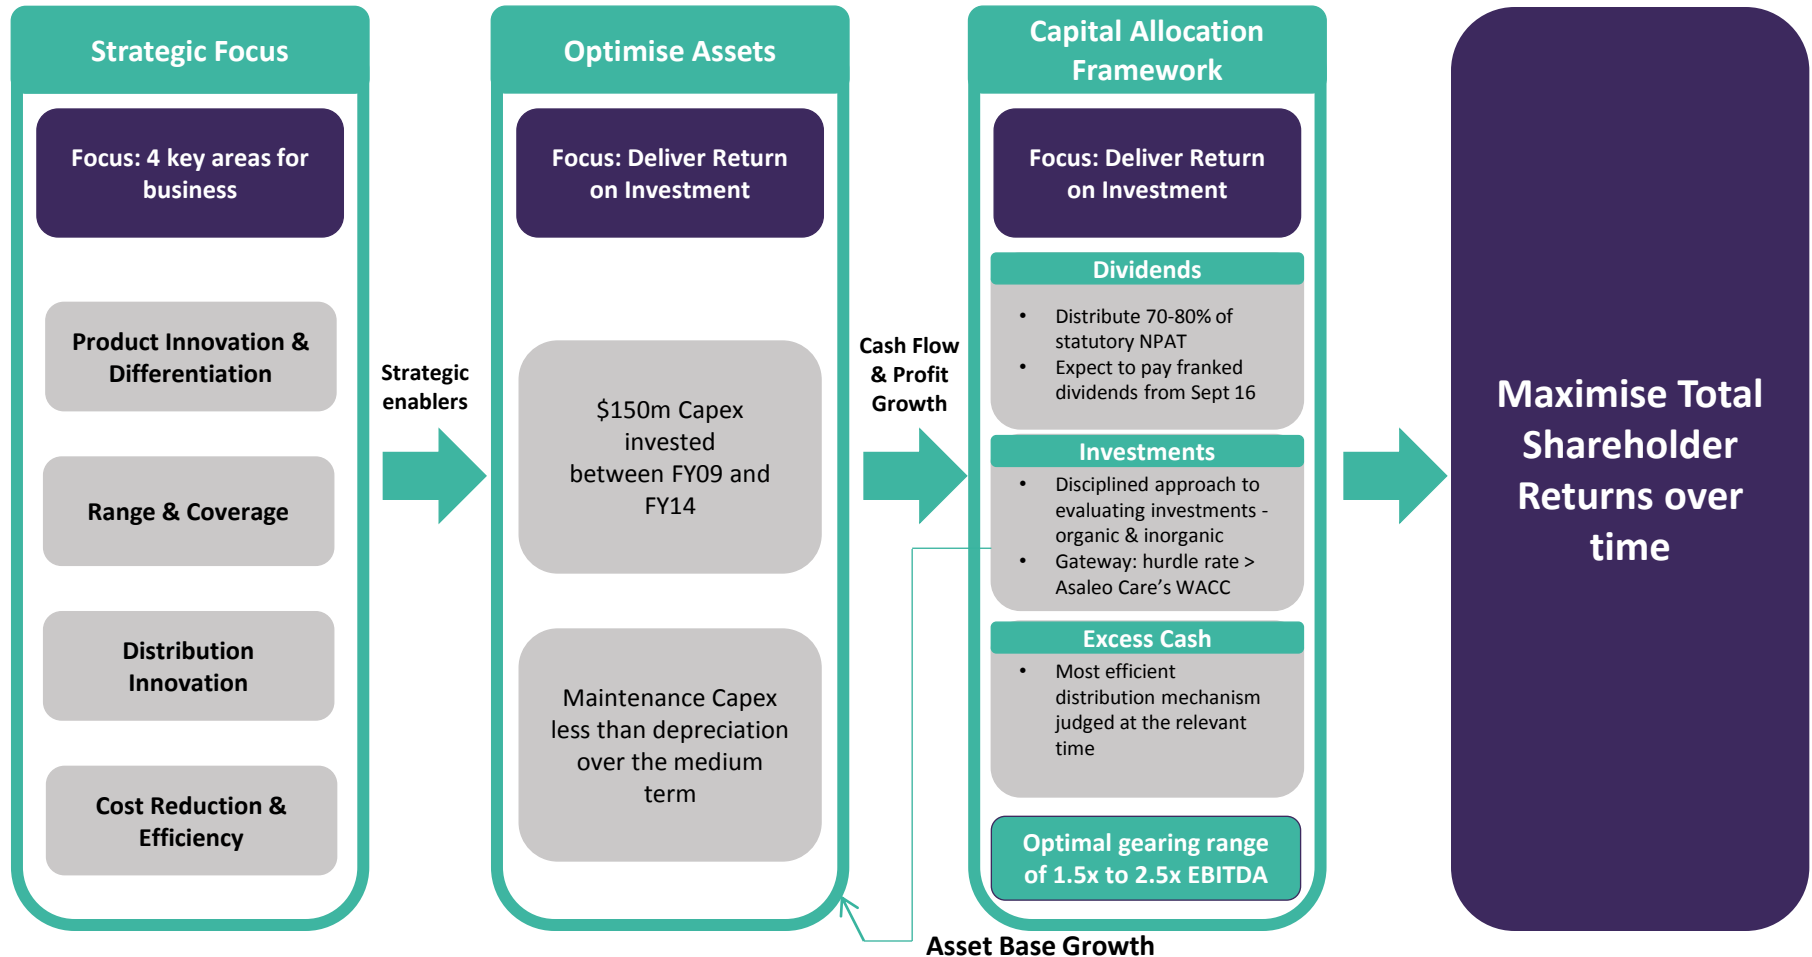 Strategic Focus
Focus: 4 key areas for
business
Product Innovation &
Differentiation
Range & Coverage
Distribution
Innovation
Cost Reduction &
Efficiency
Strategic
enablers
Optimise Assets
Focus: Deliver Return
on Investment
$150m Capex
invested
between FY09 and
FY14
Maintenance Capex
less than depreciation
over the medium
term
Cash Flow
& Profit
Growth
Capital Allocation
Framework
Focus: Deliver Return
on Investment
Dividends
• Distribute 70-80% of
statutory NPAT
• Expect to pay franked
dividends from Sept 16
Investments
• Disciplined approach to
evaluating investments -
organic & inorganic
• Gateway: hurdle rate >
Asaleo Care's WACC
Excess Cash
• Most efficient
distribution mechanism
judged at the relevant
time
Optimal gearing range
of 1.5x to 2.5x EBITDA
Asset Base Growth
Maximise Total
Shareholder
Returns over
time